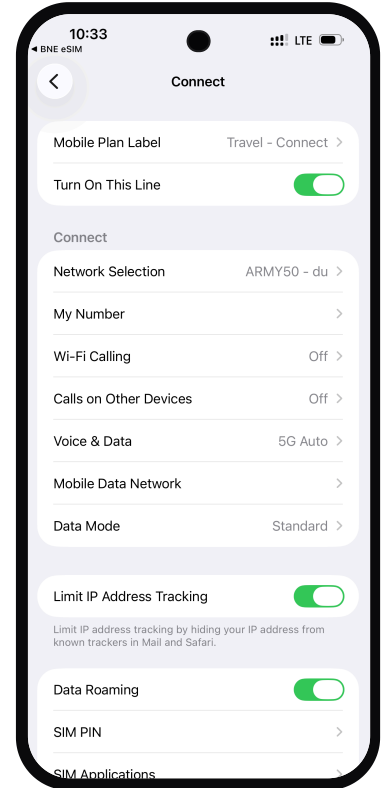 10:33
LTE
◀ BNE eSIM
Connect
Mobile Plan Label Travel - Connect
Turn On This Line
Connect
Network Selection ARMY50 - du
My Number
Wi-Fi Calling Off
Calls on Other Devices Off
Voice & Data 5G Auto
Mobile Data Network
Data Mode Standard
Limit IP Address Tracking
Limit IP address tracking by hiding your IP address from
known trackers in Mail and Safari.
Data Roaming
SIM PIN
SIM Applications